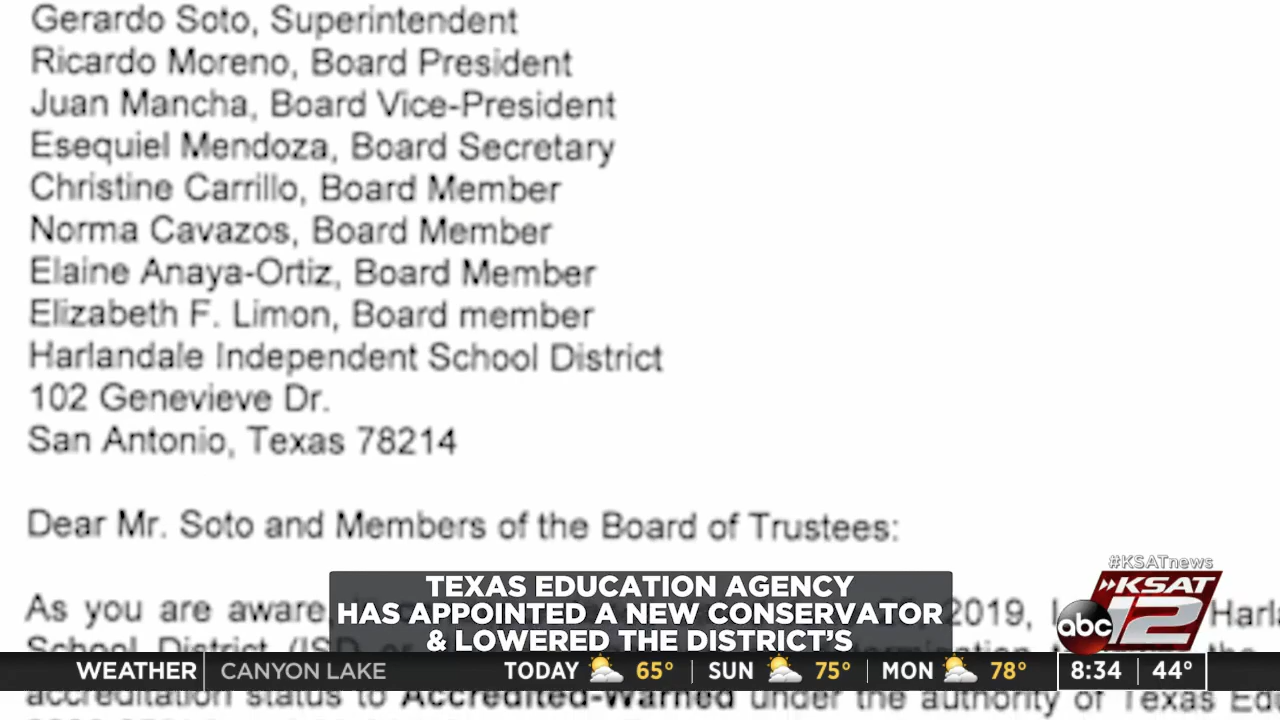 Gerardo Soto, Superintendent
Ricardo Moreno, Board President
Juan Mancha, Board Vice-President
Esequiel Mendoza, Board Secretary
Christine Carrillo, Board Member
Norma Cavazos, Board Member
Elaine Anaya-Ortiz, Board Member
Elizabeth F. Limon, Board member
Harlandale Independent School District
102 Genevieve Dr.
San Antonio, Texas 78214
Dear Mr. Soto and Members of the Board of Trustees:
As you are aware, 2019,
School District (ISD
accreditation status to Accredited-Warned under the authority of Texas
TEXAS EDUCATION AGENCY
HAS APPOINTED A NEW CONSERVATOR
& LOWERED THE DISTRICT'S
#KSATnews
KSAT
abc 12
WEATHER CANYON LAKE TODAY 65° SUN 75° MON 78° 8:34 44°